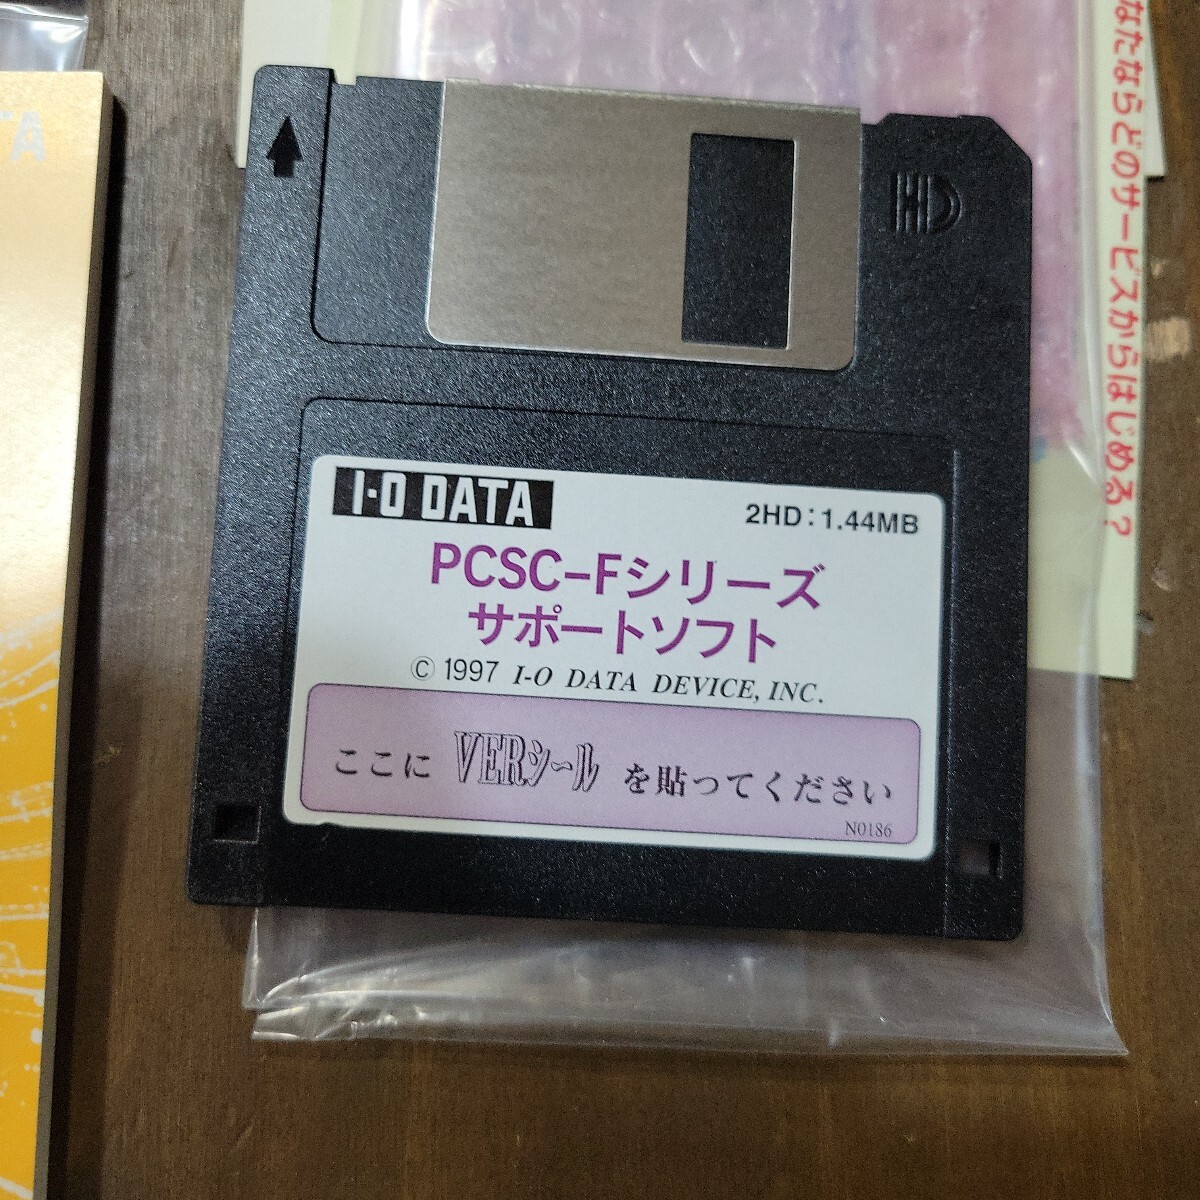 TA
あなたならどのサービスからはじめる?
HD
I-O DATA
2HD:1.44MB
PCSC-Fシリーズ
サポートソフト
© 1997 I-O DATA DEVICE, INC.
ここに VERシール を貼ってください
N0186